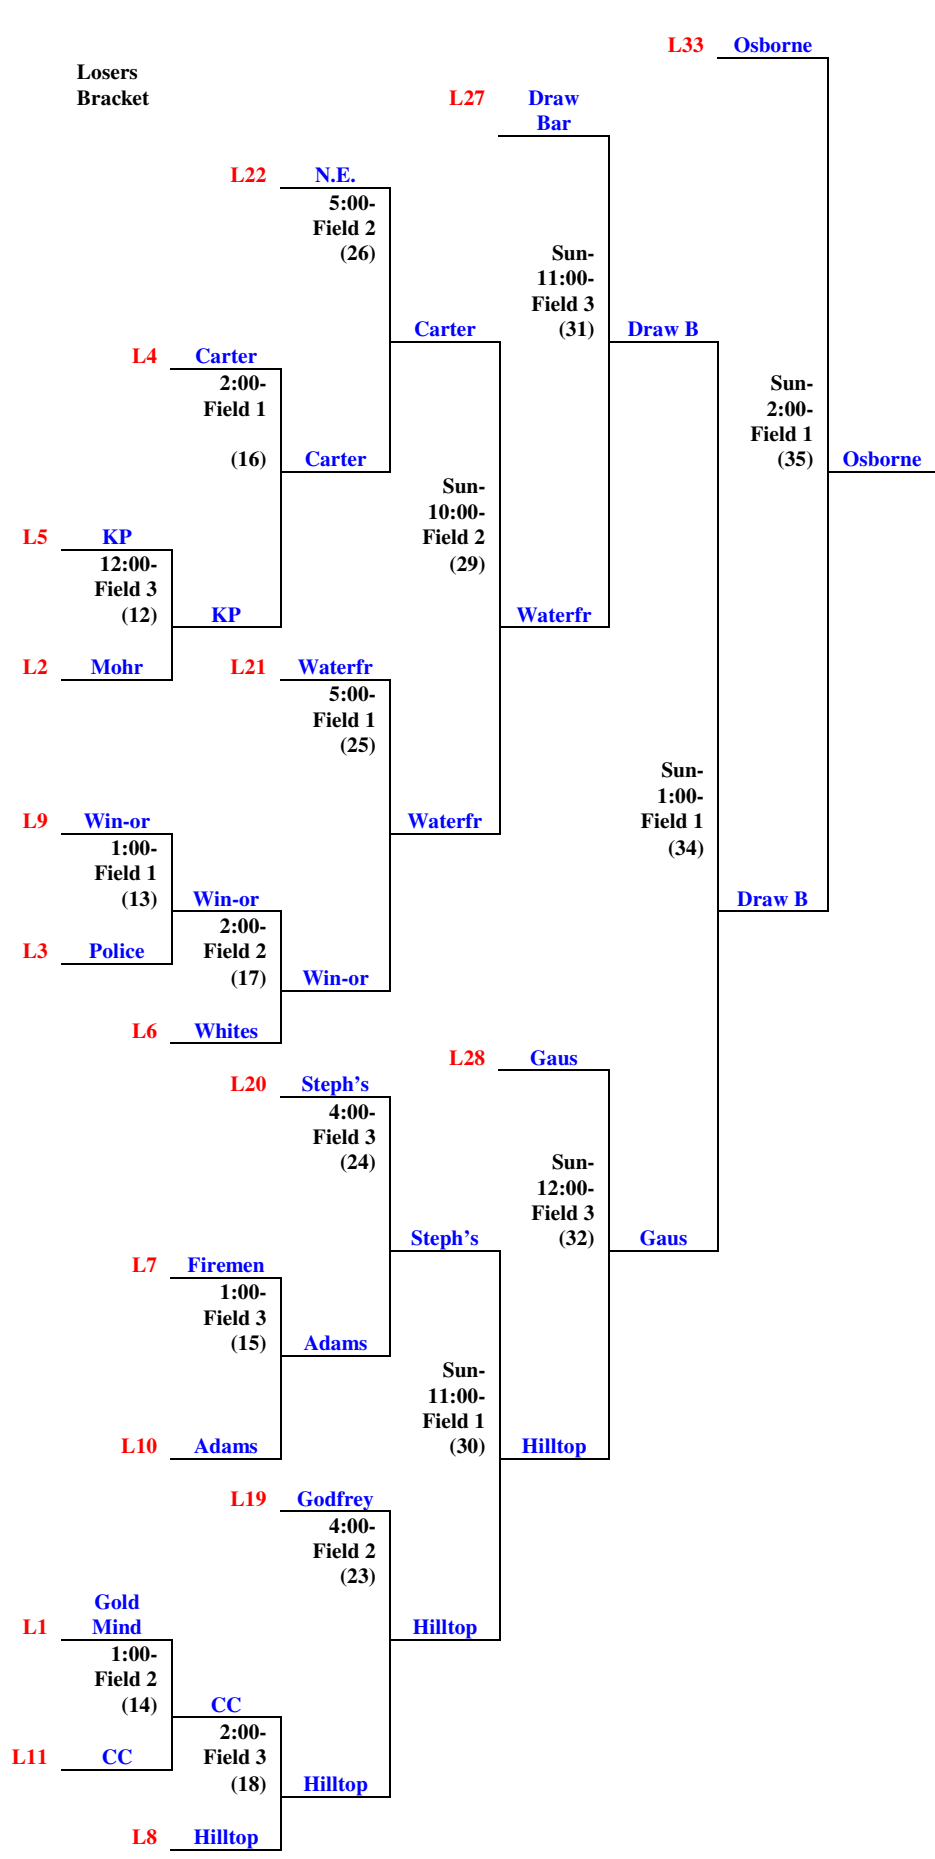 L33 Osborne
Losers
Bracket
L27 Draw
Bar
L22 N.E.
5:00-
Field 2
(26)
Sun-
11:00-
Field 3
(31)
Carter
Draw B
L4 Carter
2:00-
Field 1
(16)
Carter
Sun-
2:00-
Field 1
(35)
Osborne
Sun-
10:00-
Field 2
(29)
L5 KP
12:00-
Field 3
(12)
KP
Waterfr
L2 Mohr
L21 Waterfr
5:00-
Field 1
(25)
Sun-
1:00-
Field 1
(34)
L9 Win-or
1:00-
Field 1
(13)
Waterfr
Win-or
Draw B
2:00-
Field 2
(17)
L3 Police
Win-or
L6 Whites
L28 Gaus
L20 Steph’s
4:00-
Field 3
(24)
Sun-
12:00-
Field 3
(32)
Steph’s
Gaus
L7 Firemen
1:00-
Field 3
(15)
Adams
Sun-
11:00-
Field 1
(30)
Hilltop
L10 Adams
L19 Godfrey
4:00-
Field 2
(23)
Gold
L1 Mind
Hilltop
1:00-
Field 2
(14)
CC
2:00-
Field 3
(18)
L11 CC
Hilltop
L8 Hilltop